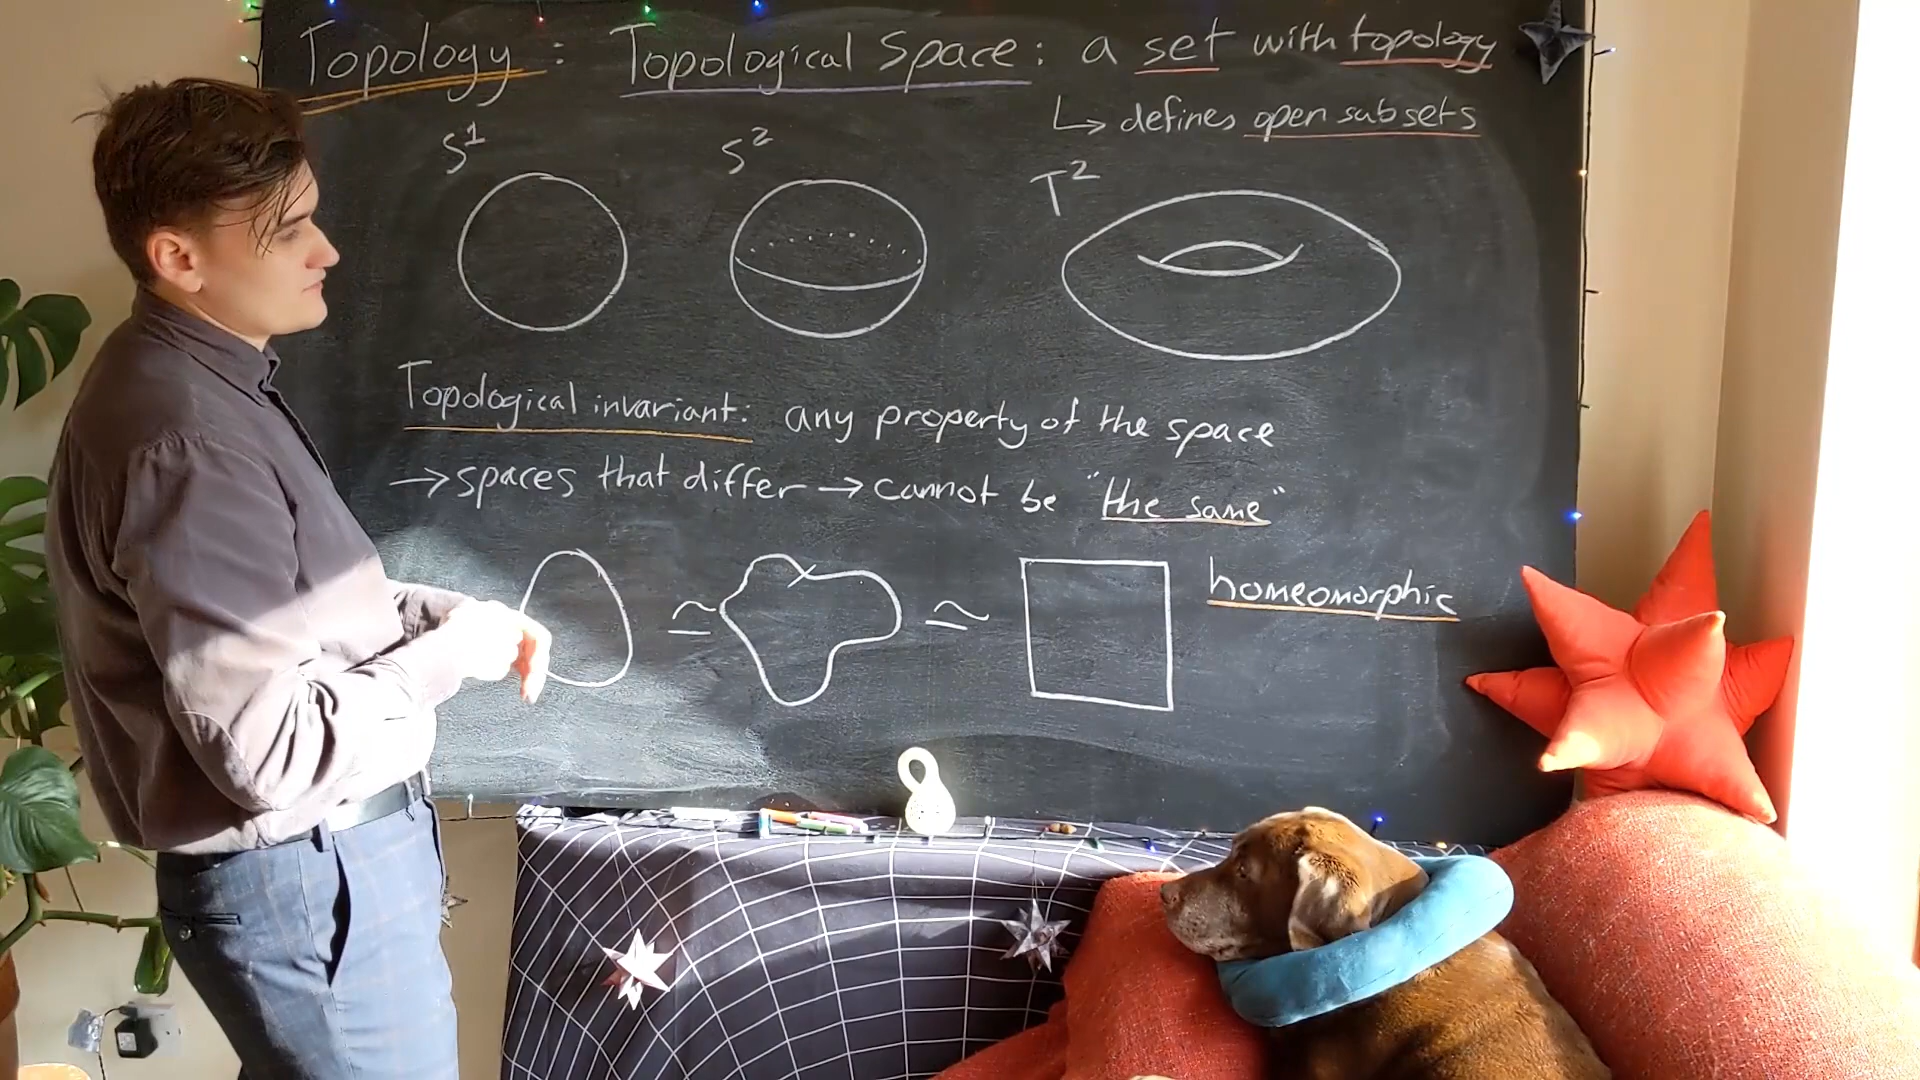 Topology : Topological Space : a set with topology
↳ defines open subsets
S¹ S² T²
Topological invariant: any property of the space
→ spaces that differ → cannot be "the same"
≃ ≃ homeomorphic